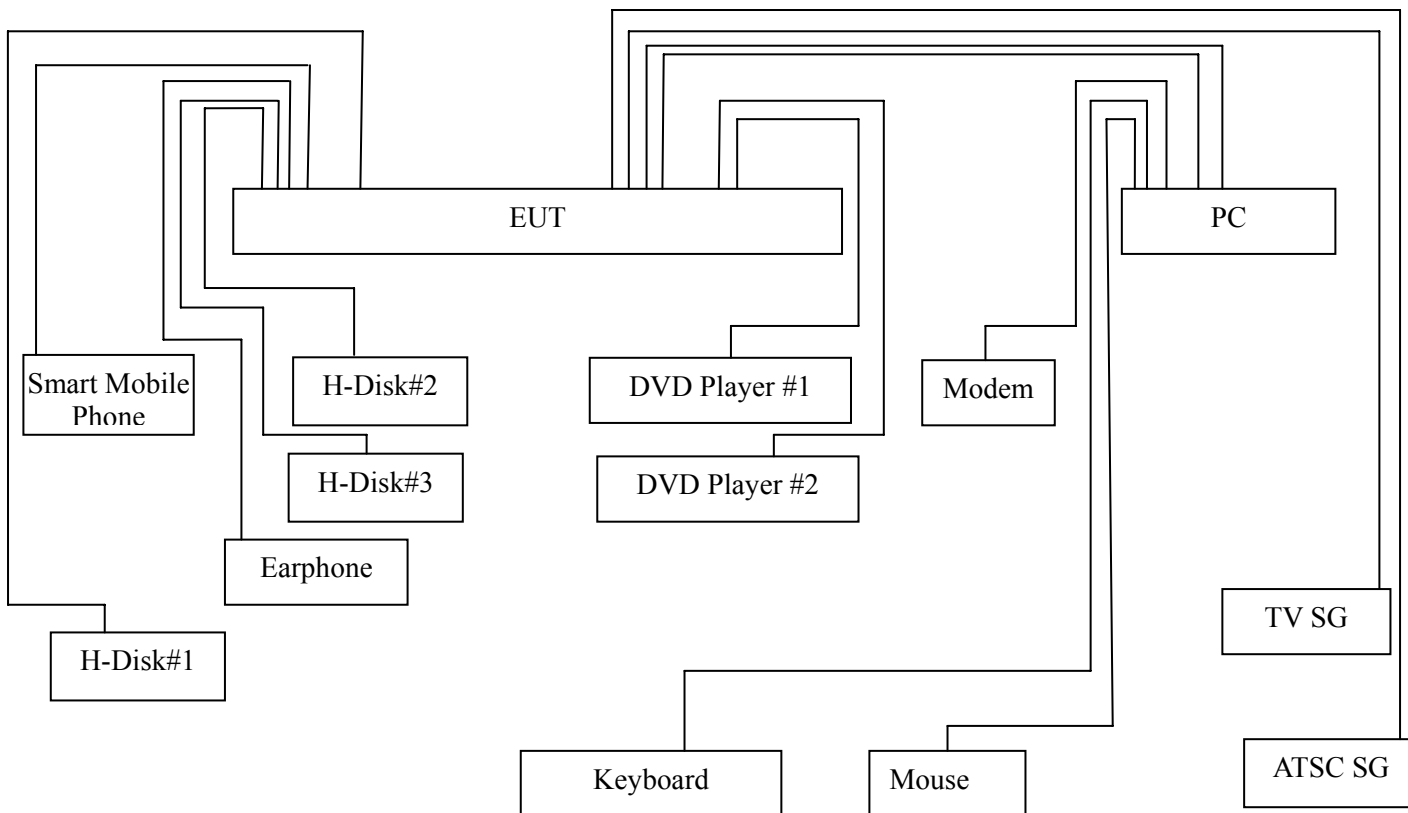 EUT
PC
Smart Mobile
Phone
H-Disk#2
DVD Player #1
Modem
H-Disk#3
DVD Player #2
Earphone
TV SG
H-Disk#1
Keyboard
Mouse
ATSC SG